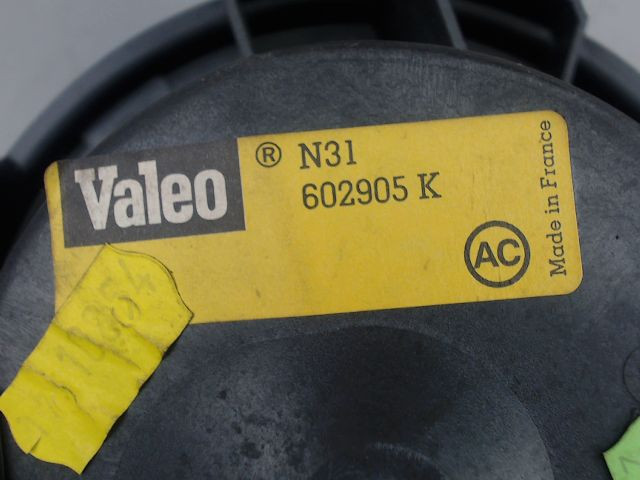 Valeo ® N31
602905 K
AC
Made in France